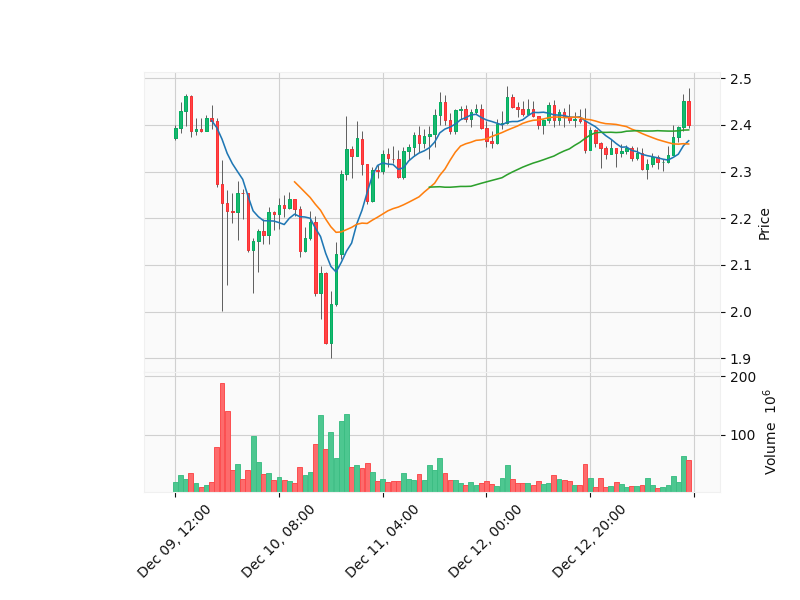 2.5
2.4
2.3
2.2
2.1
2.0
1.9
Price
200
100
Volume 10^6
Dec 09, 12:00
Dec 10, 08:00
Dec 11, 04:00
Dec 12, 00:00
Dec 12, 20:00